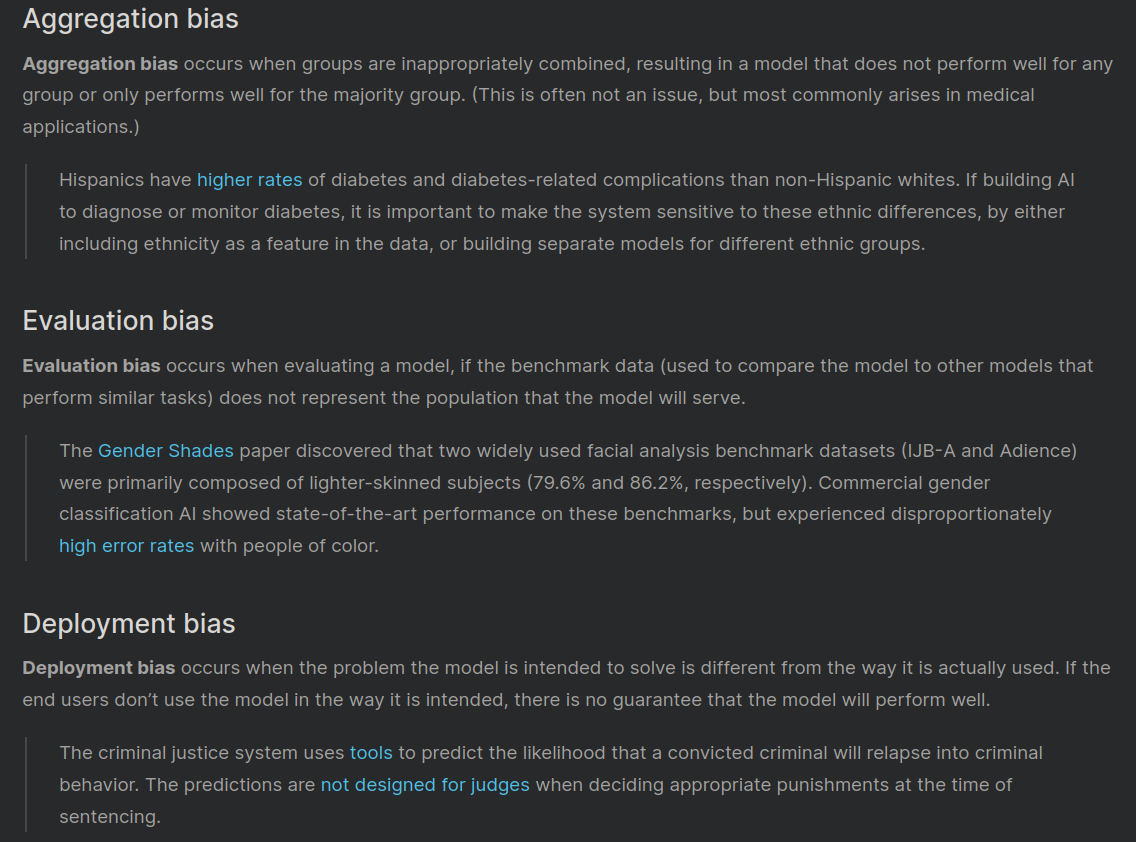 Aggregation bias
Aggregation bias occurs when groups are inappropriately combined, resulting in a model that does not perform well for any
group or only performs well for the majority group. (This is often not an issue, but most commonly arises in medical
applications.)
Hispanics have higher rates of diabetes and diabetes-related complications than non-Hispanic whites. If building AI
to diagnose or monitor diabetes, it is important to make the system sensitive to these ethnic differences, by either
including ethnicity as a feature in the data, or building separate models for different ethnic groups.
Evaluation bias
Evaluation bias occurs when evaluating a model, if the benchmark data (used to compare the model to other models that
perform similar tasks) does not represent the population that the model will serve.
The Gender Shades paper discovered that two widely used facial analysis benchmark datasets (IJB-A and Adience)
were primarily composed of lighter-skinned subjects (79.6% and 86.2%, respectively). Commercial gender
classification AI showed state-of-the-art performance on these benchmarks, but experienced disproportionately
high error rates with people of color.
Deployment bias
Deployment bias occurs when the problem the model is intended to solve is different from the way it is actually used. If the
end users don’t use the model in the way it is intended, there is no guarantee that the model will perform well.
The criminal justice system uses tools to predict the likelihood that a convicted criminal will relapse into criminal
behavior. The predictions are not designed for judges when deciding appropriate punishments at the time of
sentencing.